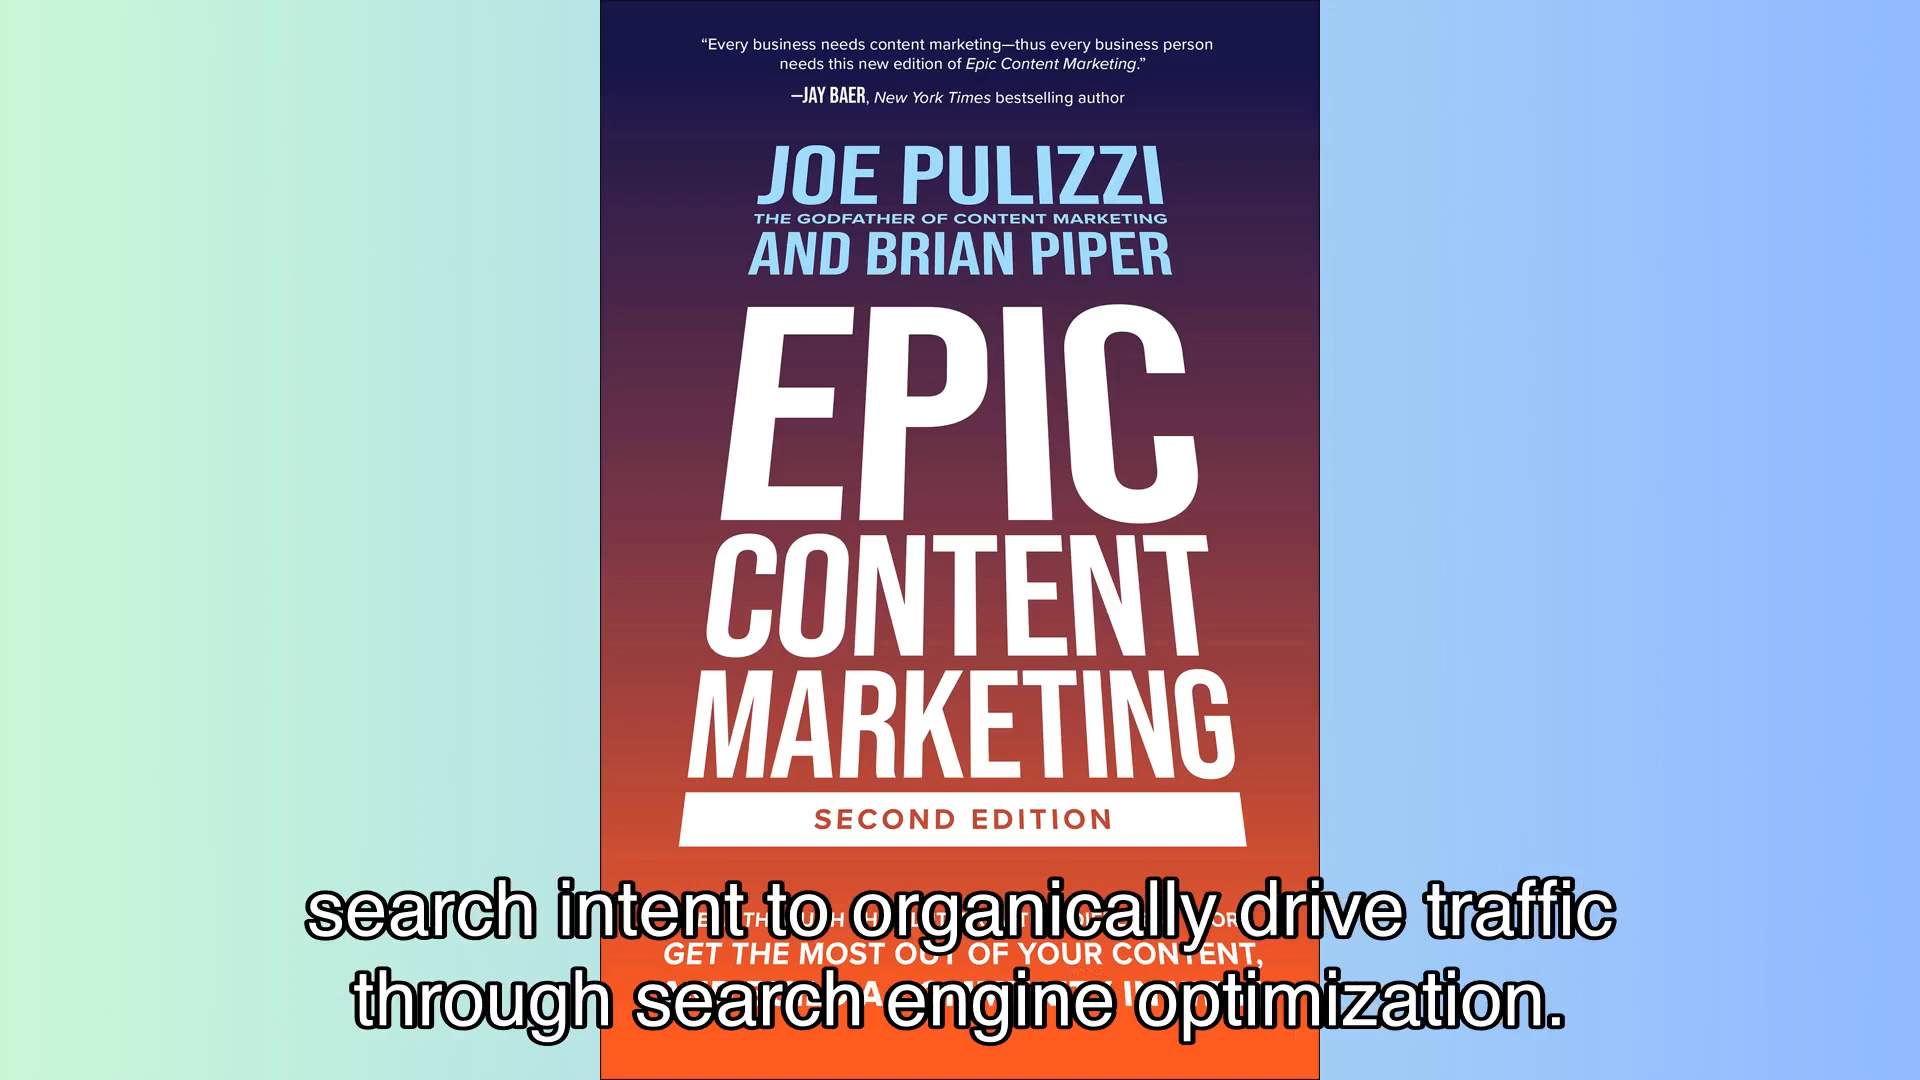 “Every business needs content marketing—thus every business person
needs this new edition of Epic Content Marketing.”
—JAY BAER, New York Times bestselling author
JOE PULIZZI
THE GODFATHER OF CONTENT MARKETING
AND BRIAN PIPER
EPIC
CONTENT
MARKETING
SECOND EDITION
search intent to organically drive traffic
GET THE MOST OUT OF YOUR CONTENT,
through search engine optimization.